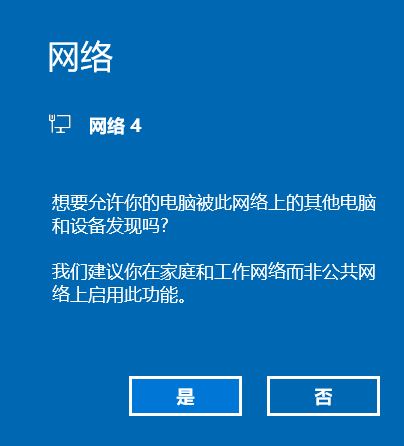 网络
网络 4
想要允许你的电脑被此网络上的其他电脑
和设备发现吗?
我们建议你在家庭和工作网络而非公共网
络上启用此功能。
是
否